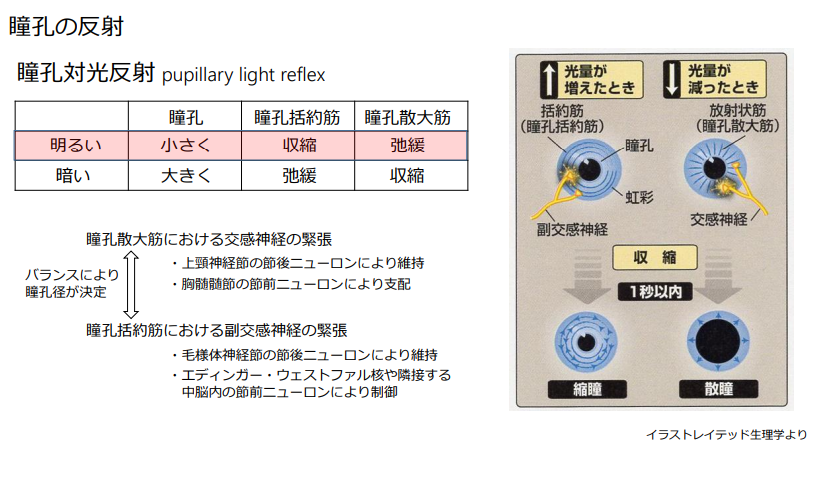 瞳孔の反射
瞳孔対光反射 pupillary light reflex
瞳孔 瞳孔括約筋 瞳孔散大筋
明るい 小さく 収縮 弛緩
暗い 大きく 弛緩 収縮
瞳孔散大筋における交感神経の緊張
・上頸神経節の節後ニューロンにより維持
・胸髄髄節の節前ニューロンにより支配
バランスにより
瞳孔径が決定
瞳孔括約筋における副交感神経の緊張
・毛様体神経節の節後ニューロンにより維持
・エディンガー・ウェストファル核や隣接する
中脳内の節前ニューロンにより制御
光量が
増えたとき
光量が
減ったとき
括約筋
(瞳孔括約筋)
放射状筋
(瞳孔散大筋)
瞳孔
虹彩
副交感神経
交感神経
収縮
1秒以内
縮瞳
散瞳
イラストレイテッド生理学より